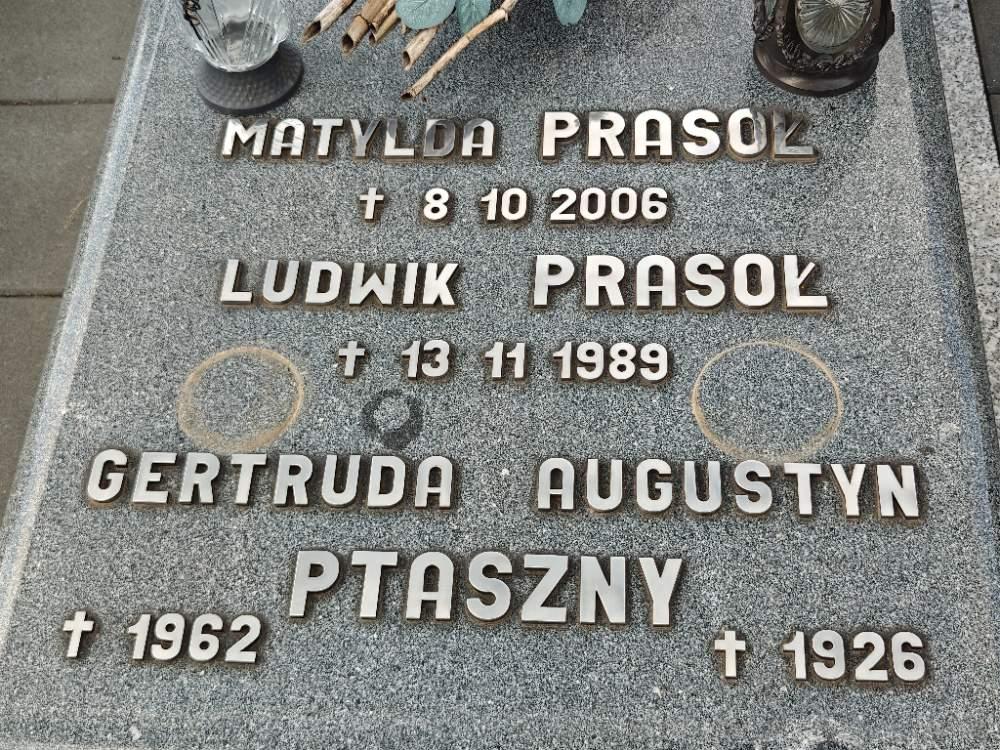 MATYLDA PRASOŁ
† 8 10 2006
LUDWIK PRASOŁ
† 13 11 1989
GERTRUDA AUGUSTYN
PTASZNY
† 1962 † 1926